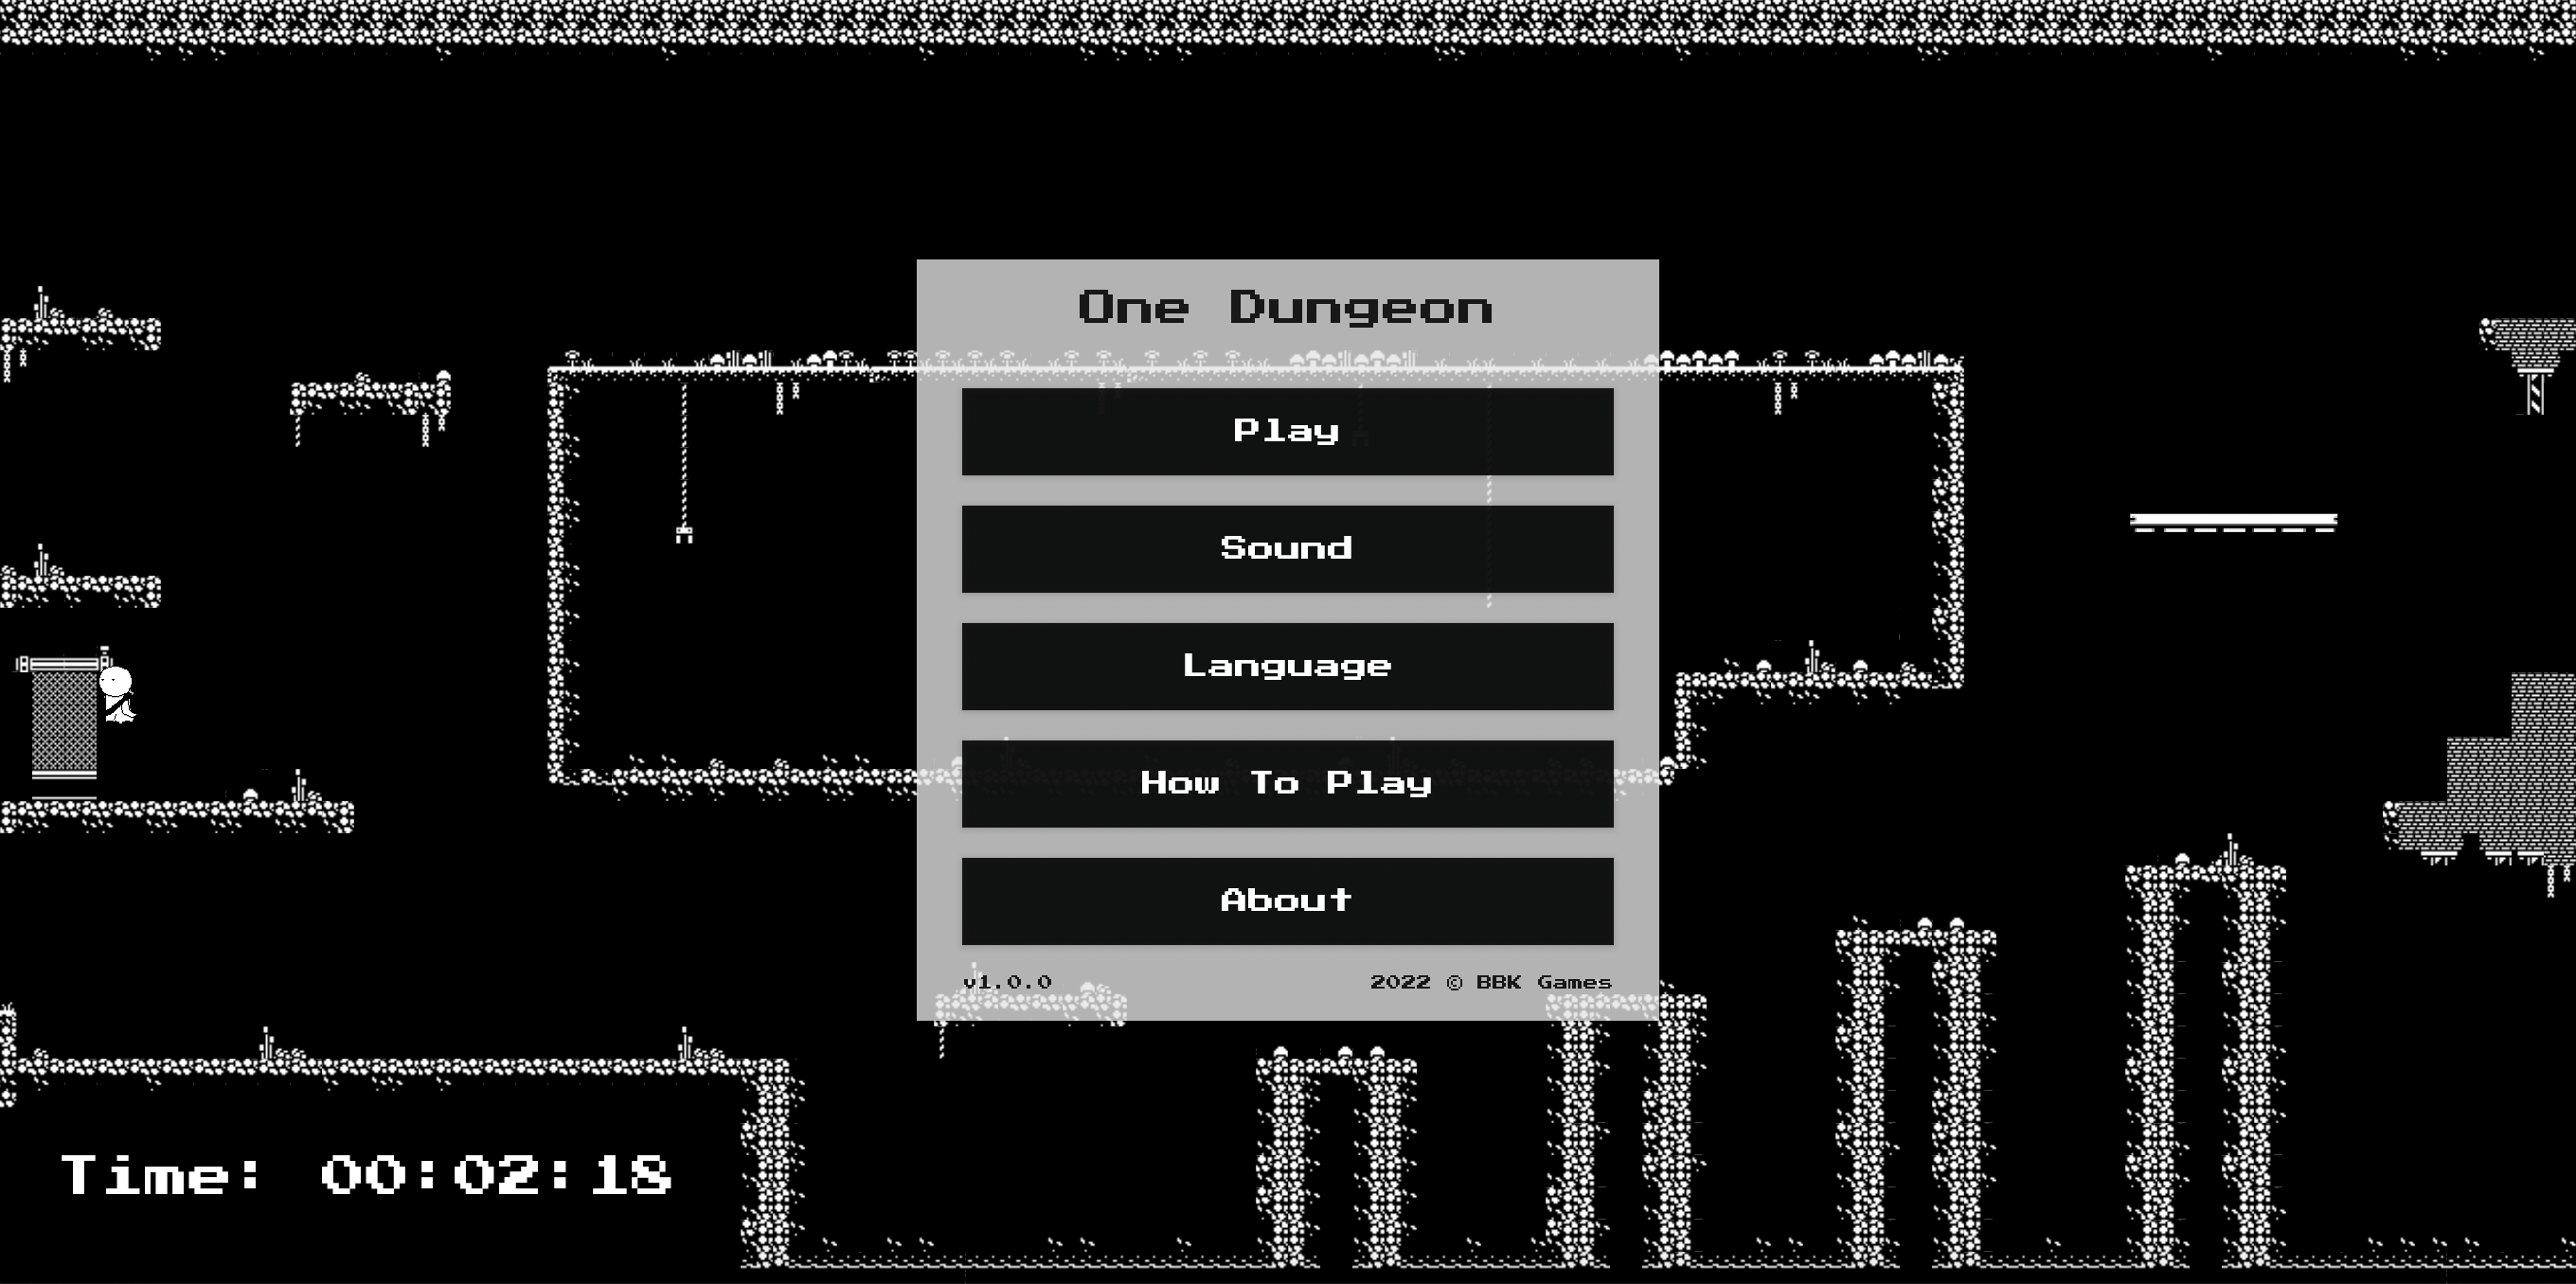 One Dungeon
Play
Sound
Language
How To Play
About
v1.0.0 2022 © BBK Games
Time: 00:02:18